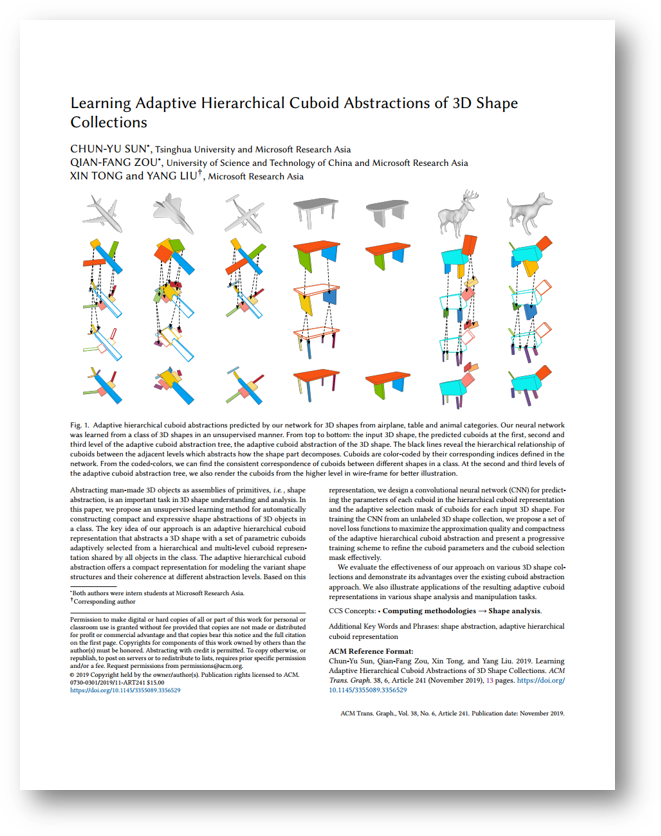 Learning Adaptive Hierarchical Cuboid Abstractions of 3D Shape
Collections
CHUN-YU SUN*, Tsinghua University and Microsoft Research Asia
QIAN-FANG ZOU*, University of Science and Technology of China and Microsoft Research Asia
XIN TONG and YANG LIU†, Microsoft Research Asia
Fig. 1. Adaptive hierarchical cuboid abstractions predicted by our network for 3D shapes from airplane, table and animal categories. Our neural network
was learned from a class of 3D shapes in an unsupervised manner. From top to bottom: the input 3D shape, the predicted cuboids at the first, second and
third level of the adaptive cuboid abstraction tree, the adaptive cuboid abstraction of the 3D shape. The black lines reveal the hierarchical relationship of
cuboids between the adjacent levels which abstracts how the shape part decomposes. Cuboids are color-coded by their corresponding indices defined in the
network. From the coded-colors, we can find the consistent correspondence of cuboids between different shapes in a class. At the second and third levels of
the adaptive cuboid abstraction tree, we also render the cuboids from the higher level in wire-frame for better illustration.
Abstracting man-made 3D objects as assemblies of primitives, i.e., shape
abstraction, is an important task in 3D shape understanding and analysis. In
this paper, we propose an unsupervised learning method for automatically
constructing compact and expressive shape abstractions of 3D objects in
a class. The key idea of our approach is an adaptive hierarchical cuboid
representation that abstracts a 3D shape with a set of parametric cuboids
adaptively selected from a hierarchical and multi-level cuboid represen-
tation shared by all objects in the class. The adaptive hierarchical cuboid
abstraction offers a compact representation for modeling the variant shape
structures and their coherence at different abstraction levels. Based on this
*Both authors were intern students at Microsoft Research Asia.
†Corresponding author
Permission to make digital or hard copies of all or part of this work for personal or
classroom use is granted without fee provided that copies are not made or distributed
for profit or commercial advantage and that copies bear this notice and the full citation
on the first page. Copyrights for components of this work owned by others than the
author(s) must be honored. Abstracting with credit is permitted. To copy otherwise, or
republish, to post on servers or to redistribute to lists, requires prior specific permission
and/or a fee. Request permissions from permissions@acm.org.
© 2019 Copyright held by the owner/author(s). Publication rights licensed to ACM.
0730-0301/2019/11-ART241 $15.00
https://doi.org/10.1145/3355089.3356529
representation, we design a convolutional neural network (CNN) for predict-
ing the parameters of each cuboid in the hierarchical cuboid representation
and the adaptive selection mask of cuboids for each input 3D shape. For
training the CNN from an unlabeled 3D shape collection, we propose a set of
novel loss functions to maximize the approximation quality and compactness
of the adaptive hierarchical cuboid abstraction and present a progressive
training scheme to refine the cuboid parameters and the cuboid selection
mask effectively.
We evaluate the effectiveness of our approach on various 3D shape col-
lections and demonstrate its advantages over the existing cuboid abstraction
approach. We also illustrate applications of the resulting adaptive cuboid
representations in various shape analysis and manipulation tasks.
CCS Concepts: • Computing methodologies → Shape analysis.
Additional Key Words and Phrases: shape abstraction, adaptive hierarchical
cuboid representation
ACM Reference Format:
Chun-Yu Sun, Qian-Fang Zou, Xin Tong, and Yang Liu. 2019. Learning
Adaptive Hierarchical Cuboid Abstractions of 3D Shape Collections. ACM
Trans. Graph. 38, 6, Article 241 (November 2019), 13 pages. https://doi.org/
10.1145/3355089.3356529
ACM Trans. Graph., Vol. 38, No. 6, Article 241. Publication date: November 2019.